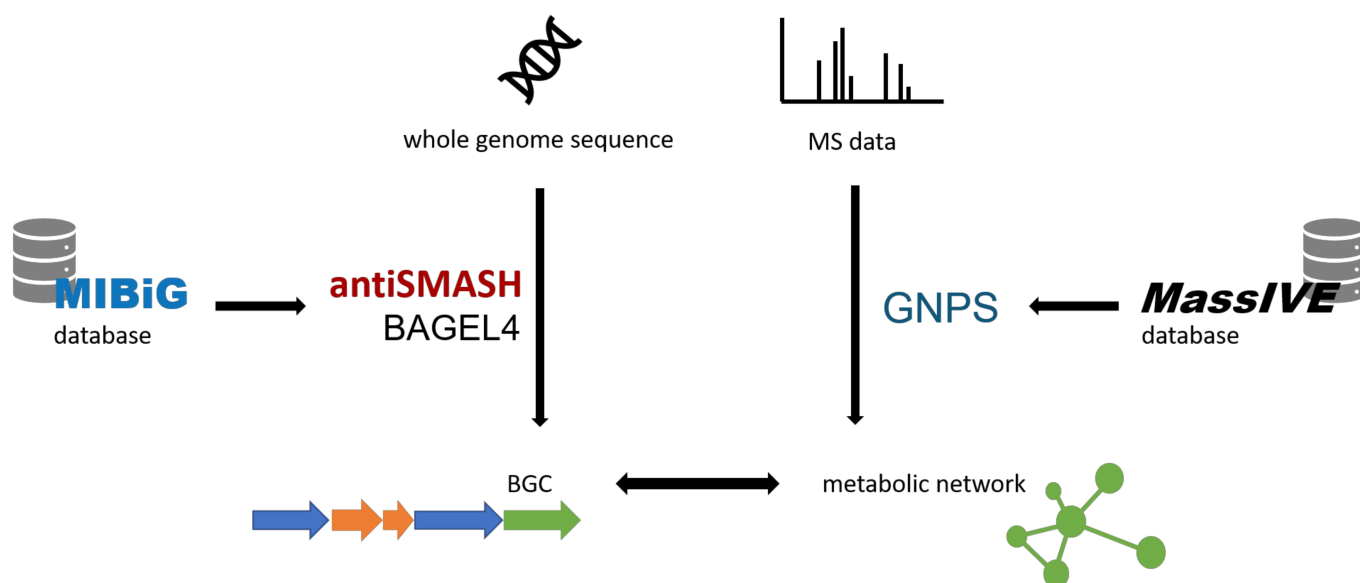 whole genome sequence
MS data
MIBiG
database
antiSMASH
BAGEL4
GNPS
MassIVE
database
BGC
metabolic network